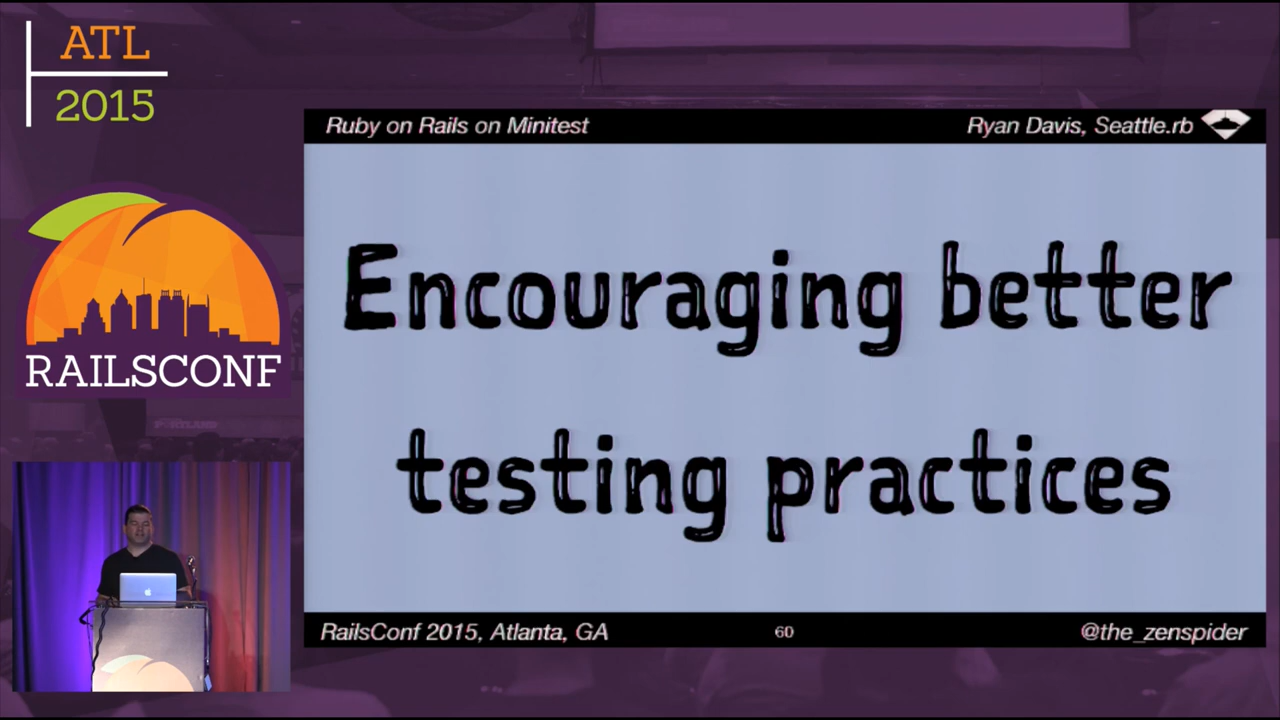 ATL
2015
RAILSCONF
Ruby on Rails on Minitest
Ryan Davis, Seattle.rb
Encouraging better
testing practices
RailsConf 2015, Atlanta, GA
60
@the_zenspider
PORTLAND